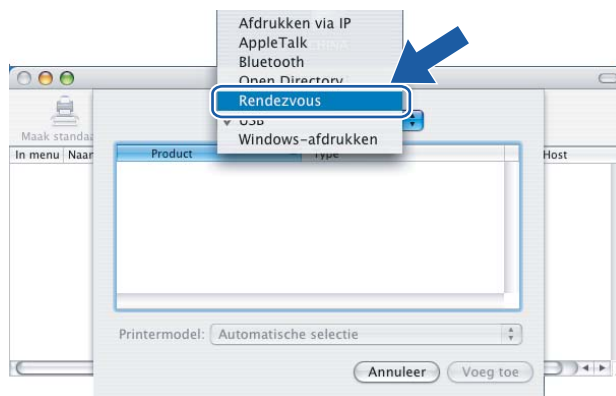 Afdrukken via IP
AppleTalk
Bluetooth
Open Directory
Rendezvous
USB
Windows-afdrukken
Maak standaa
In menu Naar
Product Type
Host
Printermodel: Automatische selectie
Annuleer Voeg toe